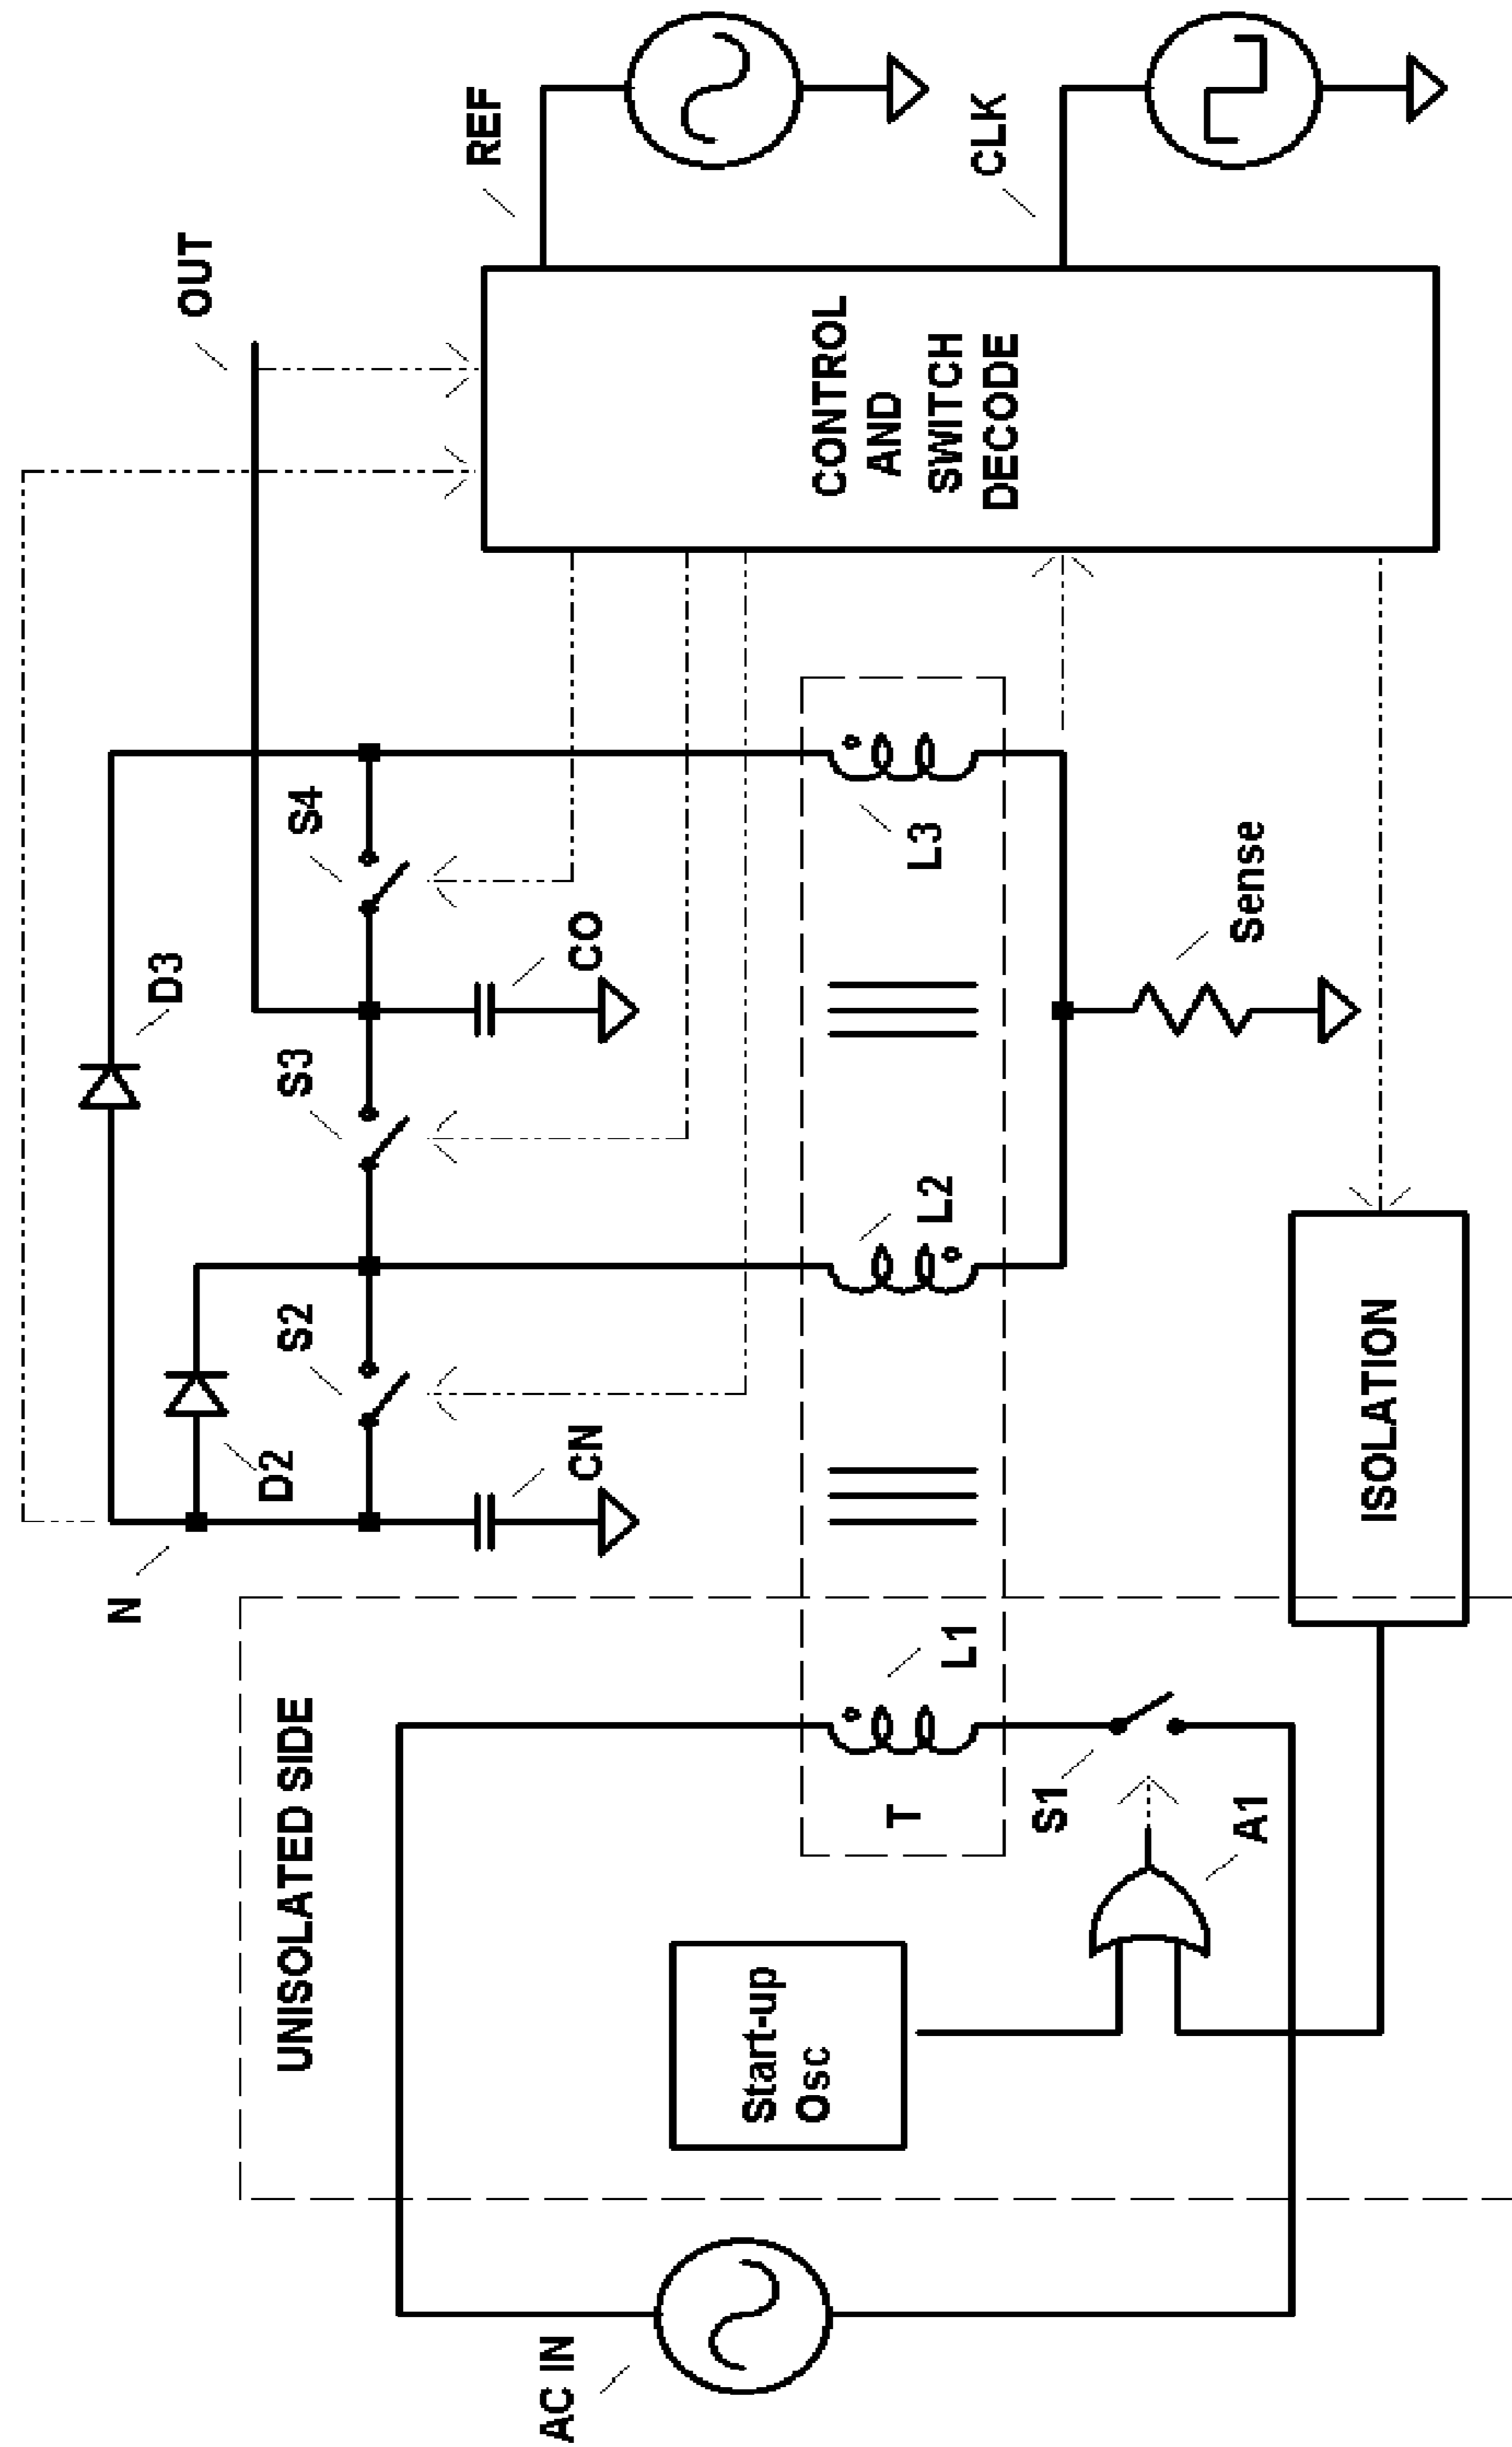 UNISOLATED SIDE
AC IN
Start-up
Osc
A1
S1
T
L1
N
D2
D3
S2
S3
S4
CN
CO
L2
L3
Sense
ISOLATION
OUT
CONTROL
AND
SWITCH
DECODE
REF
CLK